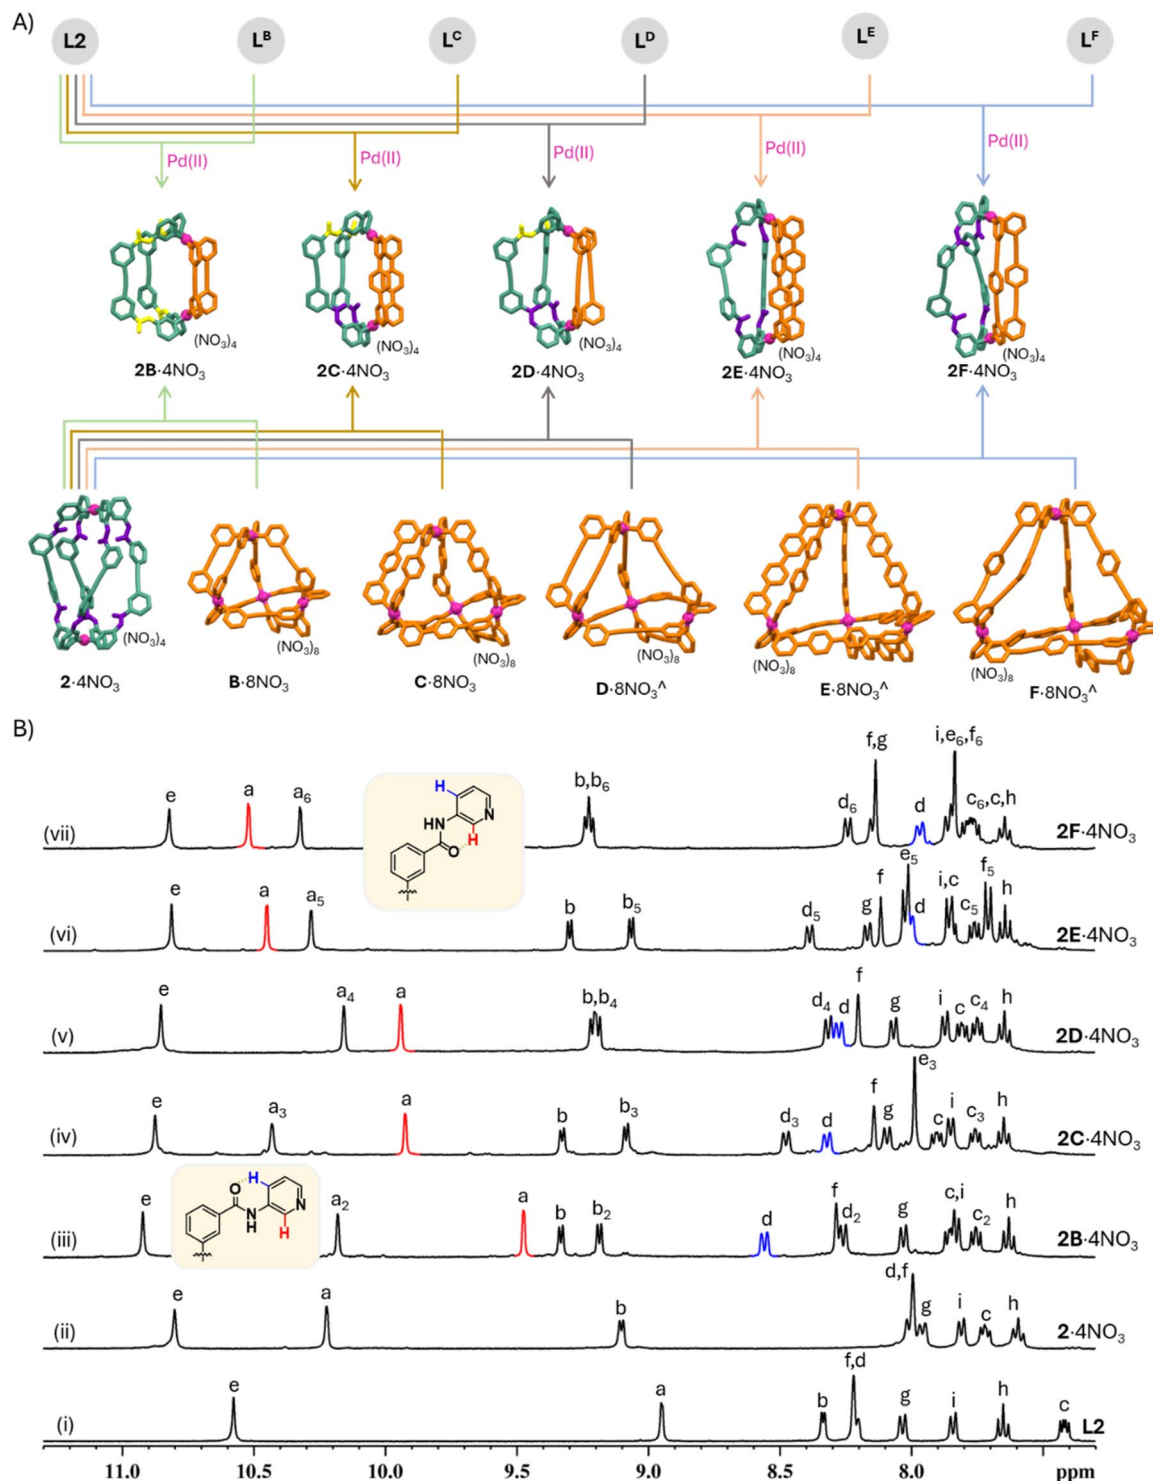 A)
L2 Lᴮ Lᶜ Lᴰ Lᴱ Lᶠ
Pd(II) Pd(II) Pd(II) Pd(II) Pd(II)
(NO₃)₄ (NO₃)₄ (NO₃)₄ (NO₃)₄ (NO₃)₄
2B·4NO₃ 2C·4NO₃ 2D·4NO₃ 2E·4NO₃ 2F·4NO₃
(NO₃)₄ (NO₃)₈ (NO₃)₈ (NO₃)₈ (NO₃)₈ (NO₃)₈
2·4NO₃ B·8NO₃ C·8NO₃ D·8NO₃^ E·8NO₃^ F·8NO₃^
B)
(vii) e a a₆ b,b₆ d₆ f,g d i,e₆,f₆ c₆,c,h 2F·4NO₃
H N HN O H
(vi) e a a₅ b b₅ d₅ g f e₅ d i,c c₅ f₅ h 2E·4NO₃
(v) e a₄ a b,b₄ d₄ d f g i c c₄ h 2D·4NO₃
(iv) e a₃ a b b₃ d₃ d f g e₃ c i c₃ h 2C·4NO₃
O H N N H H
(iii) e a₂ a b b₂ d f d₂ g c,i c₂ h 2B·4NO₃
(ii) e a b d,f g i c h 2·4NO₃
(i) e a b f,d g i h c L2
11.0 10.5 10.0 9.5 9.0 8.5 8.0 ppm